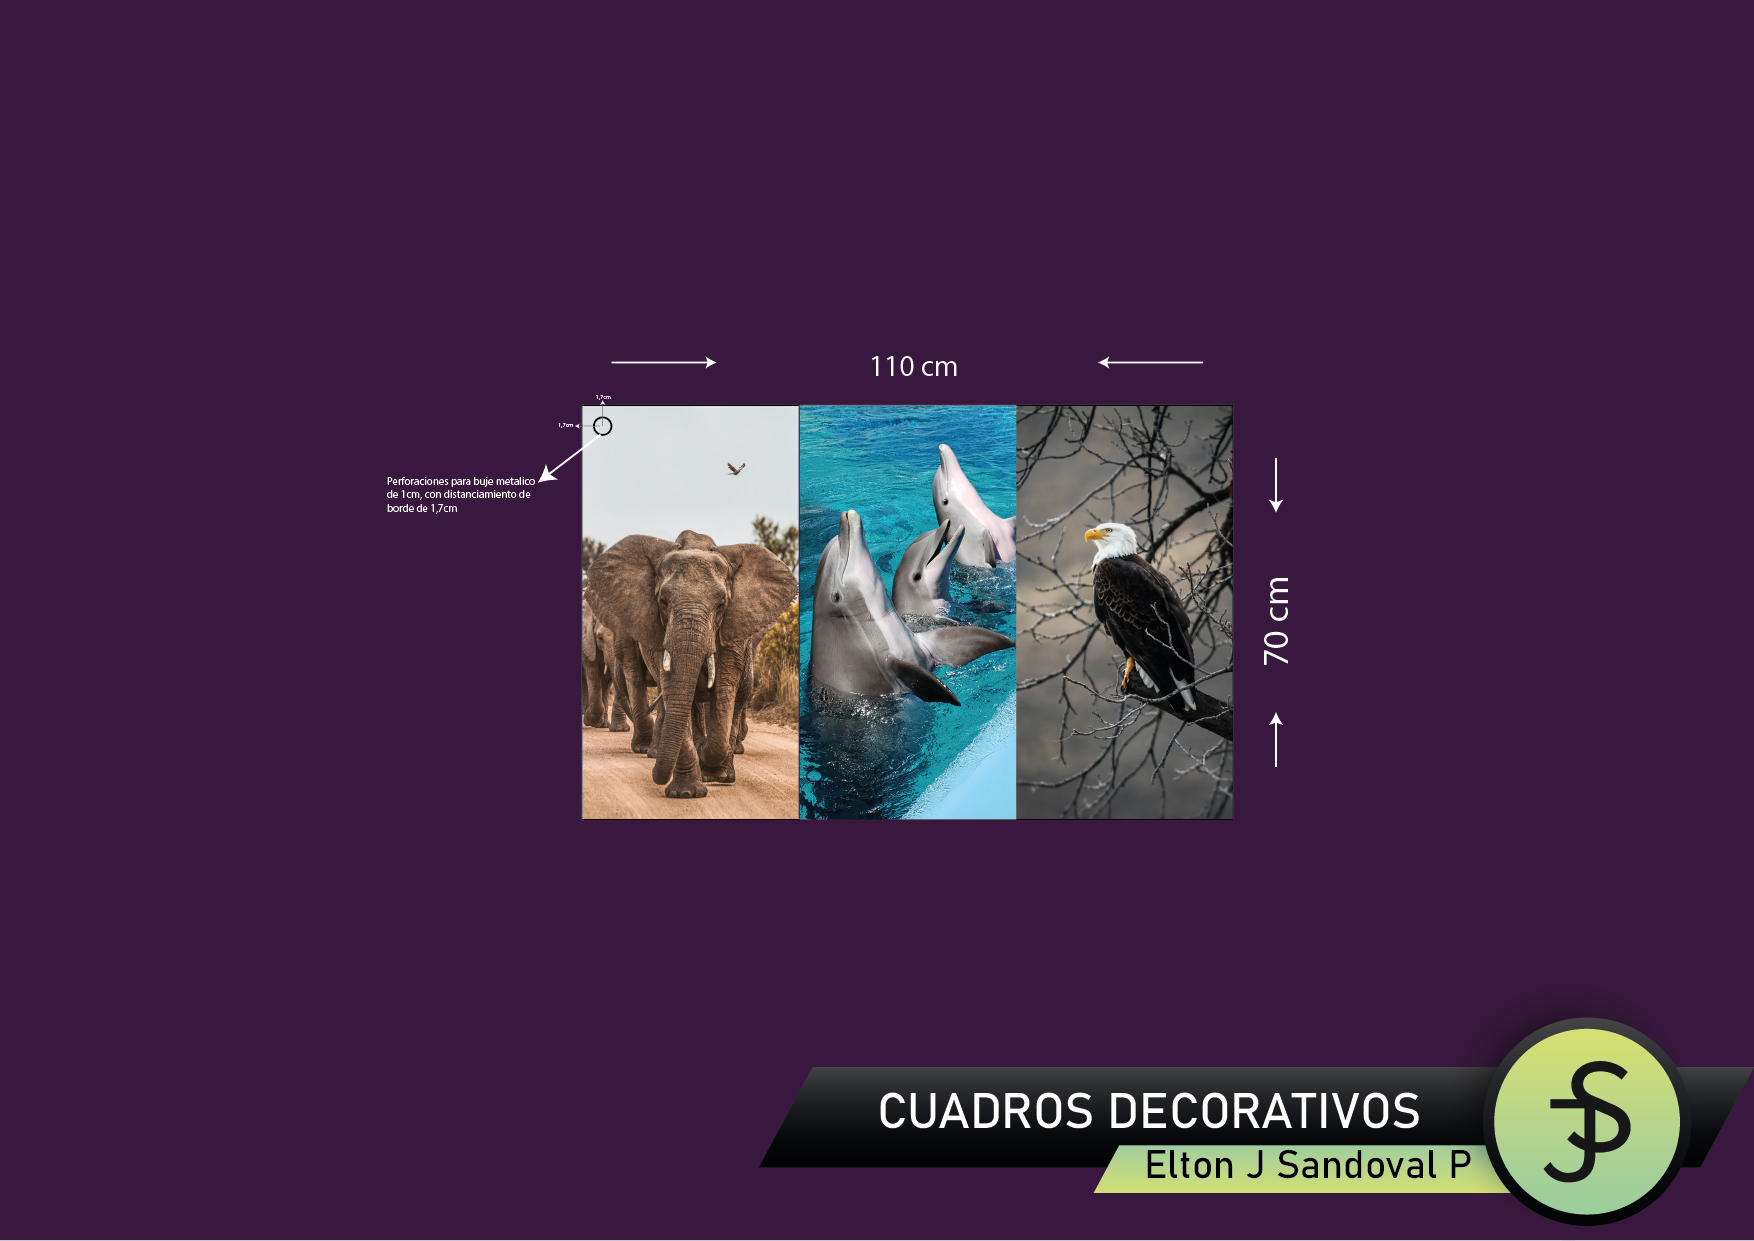 110 cm
1,7cm
1,7cm
Perforaciones para buje metalico
de 1cm, con distanciamiento de
borde de 1,7cm
70 cm
CUADROS DECORATIVOS
Elton J Sandoval P
JS